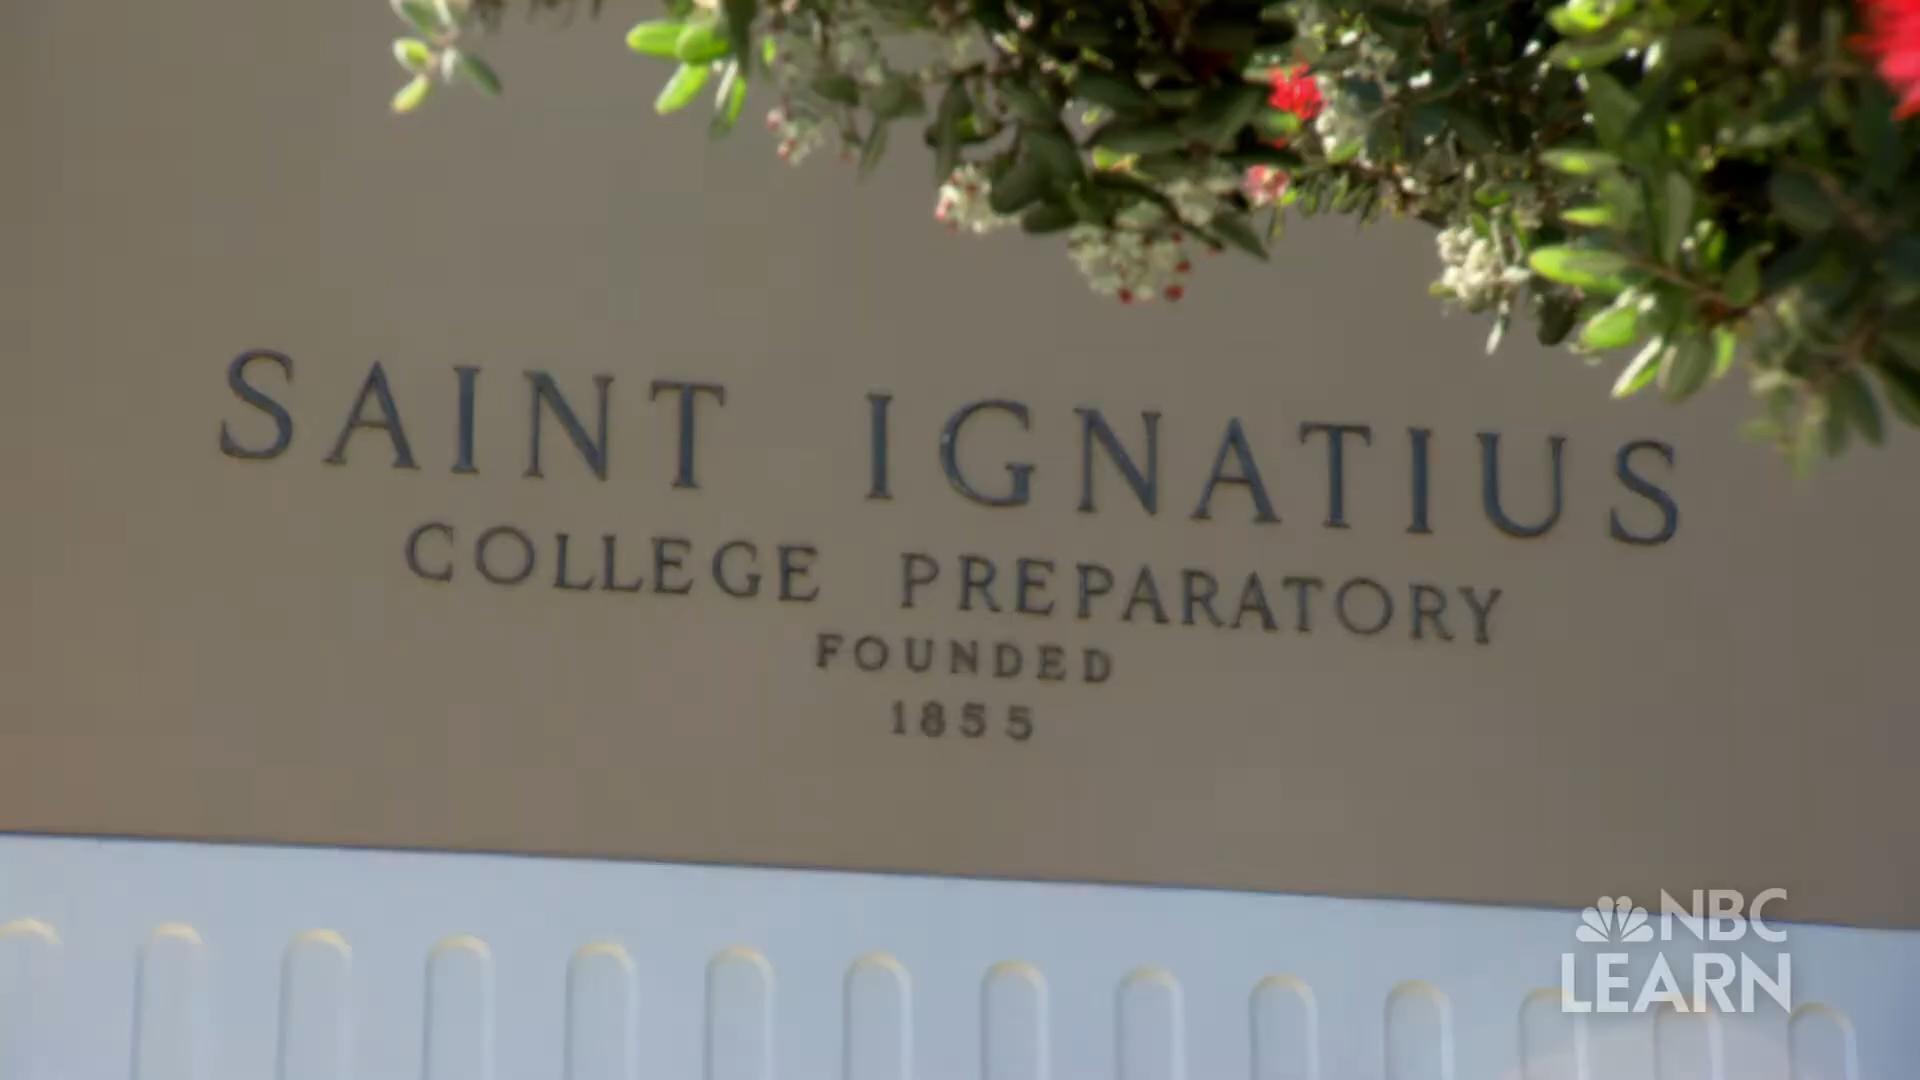 SAINT IGNATIUS
COLLEGE PREPARATORY
FOUNDED
1855
NBC
LEARN